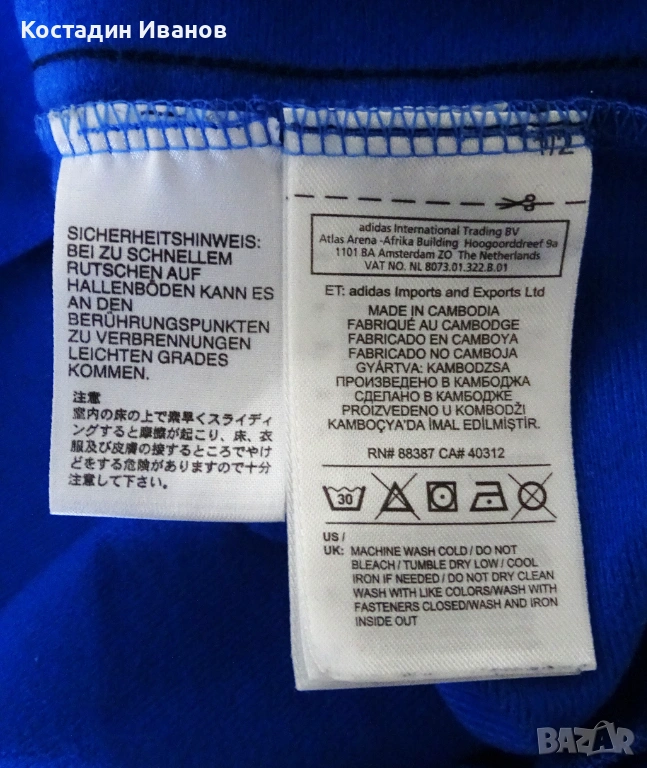 Костадин Иванов
1/2
SICHERHEITSHINWEIS:
BEI ZU SCHNELLEM
RUTSCHEN AUF
HALLENBÖDEN KANN ES
AN DEN
BERÜHRUNGSPUNKTEN
ZU VERBRENNUNGEN
LEICHTEN GRADES
KOMMEN.
注意
室内の床の上で素早くスライディ
ングすると摩擦が起こり、床、衣
服及び皮膚の接するところでやけ
どをする危険がありますので十分
注意して下さい。
adidas International Trading BV
Atlas Arena -Afrika Building Hoogoorddreef 9a
1101 BA Amsterdam ZO The Netherlands
VAT NO. NL 8073.01.322.B.01
ET: adidas Imports and Exports Ltd
MADE IN CAMBODIA
FABRIQUÉ AU CAMBODGE
FABRICADO EN CAMBOYA
FABRICADO NO CAMBOJA
GYÁRTVA: KAMBODZSA
ПРОИЗВЕДЕНО В КАМБОДЖА
СДЕЛАНО В КАМБОДЖЕ
PROIZVEDENO U KOMBODŽI
KAMBOÇYA'DA İMAL EDİLMİŞTİR.
RN# 88387 CA# 40312
30
US /
UK: MACHINE WASH COLD / DO NOT
BLEACH / TUMBLE DRY LOW / COOL
IRON IF NEEDED / DO NOT DRY CLEAN
WASH WITH LIKE COLORS/WASH WITH
FASTENERS CLOSED/WASH AND IRON
INSIDE OUT
BAZAR